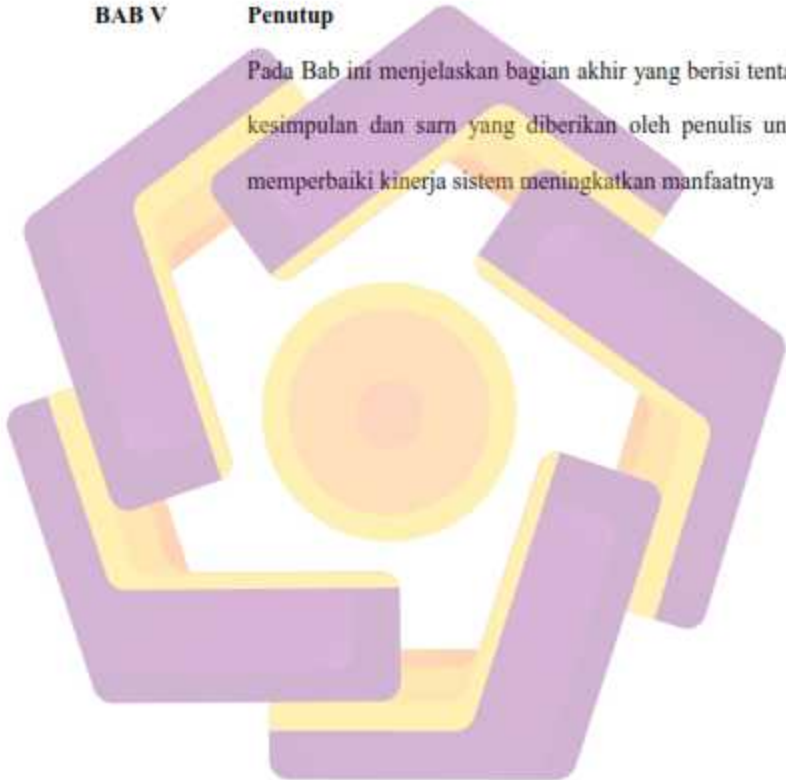 BAB V Penutup
Pada Bab ini menjelaskan bagian akhir yang berisi tenta
kesimpulan dan sarn yang diberikan oleh penulis un
memperbaiki kinerja sistem meningkatkan manfaatnya